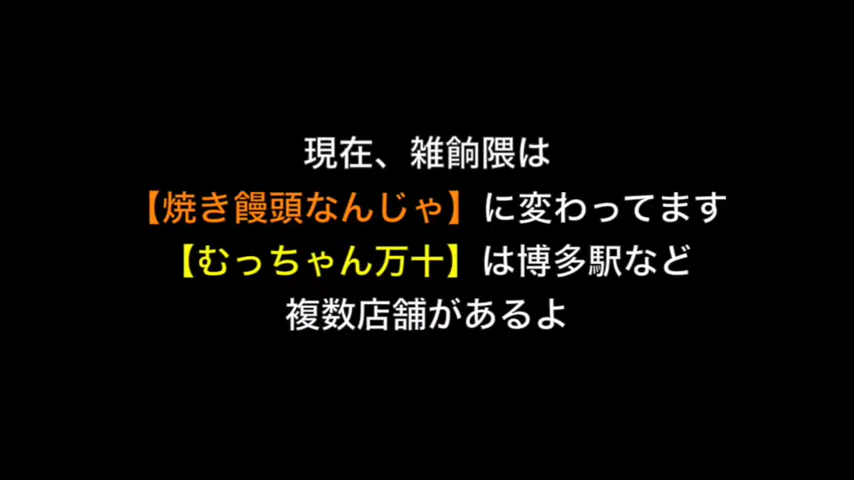 現在、雑餉隈は
【焼き饅頭なんじゃ】に変わってます
【むっちゃん万十】は博多駅など
複数店舗があるよ